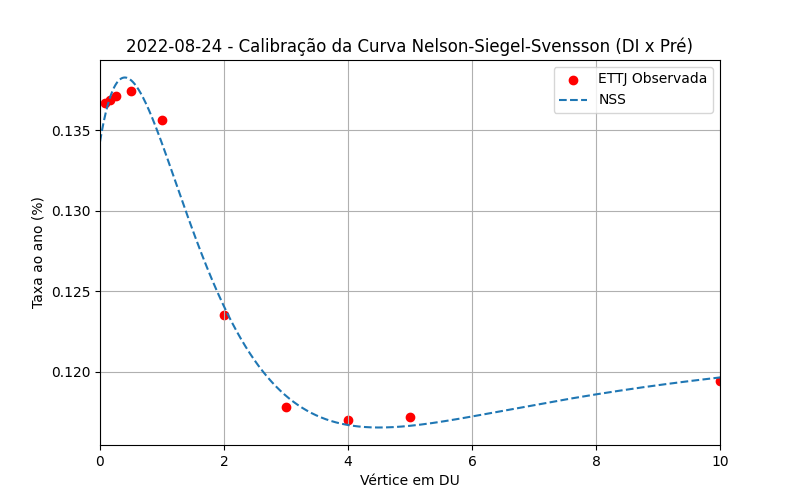 2022-08-24 - Calibração da Curva Nelson-Siegel-Svensson (DI x Pré)
ETTJ Observada
NSS
Taxa ao ano (%)
0.135
0.130
0.125
0.120
0 2 4 6 8 10
Vértice em DU